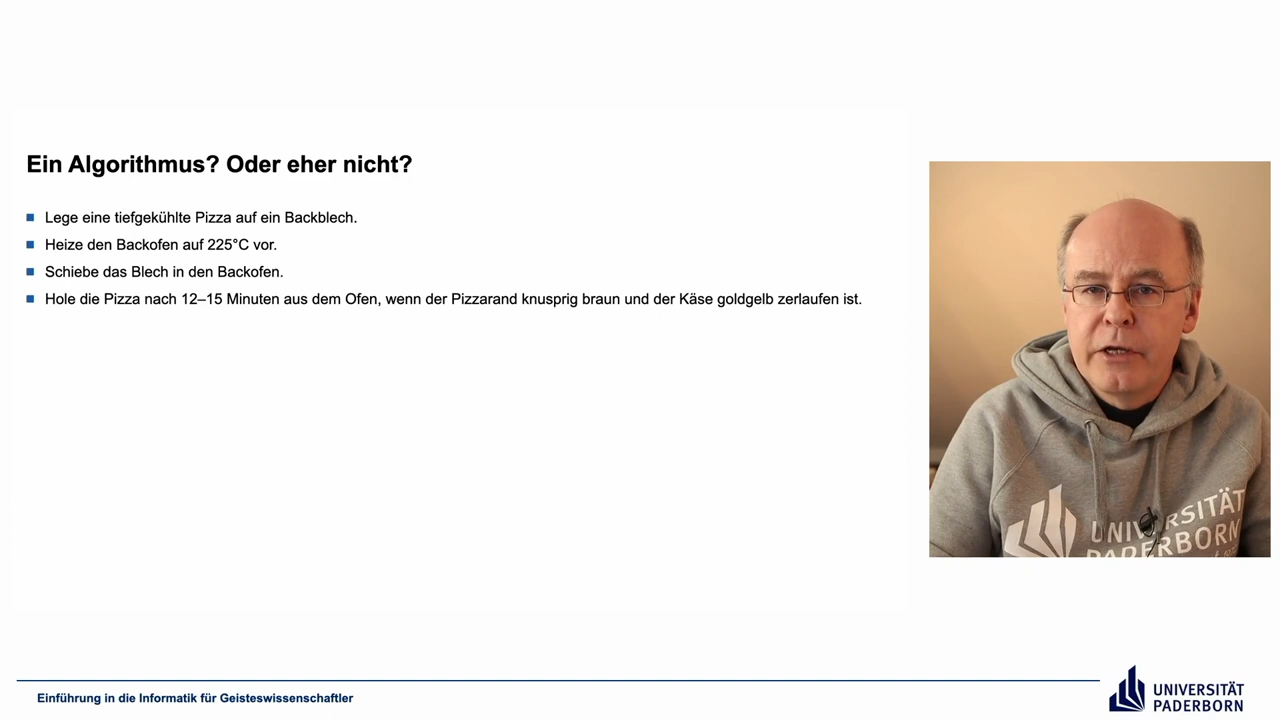 Ein Algorithmus? Oder eher nicht?
Lege eine tiefgekühlte Pizza auf ein Backblech.
Heize den Backofen auf 225°C vor.
Schiebe das Blech in den Backofen.
Hole die Pizza nach 12–15 Minuten aus dem Ofen, wenn der Pizzarand knusprig braun und der Käse goldgelb zerlaufen ist.
UNIVERSITÄT
PADERBORN
Einführung in die Informatik für Geisteswissenschaftler
UNIVERSITÄT
PADERBORN